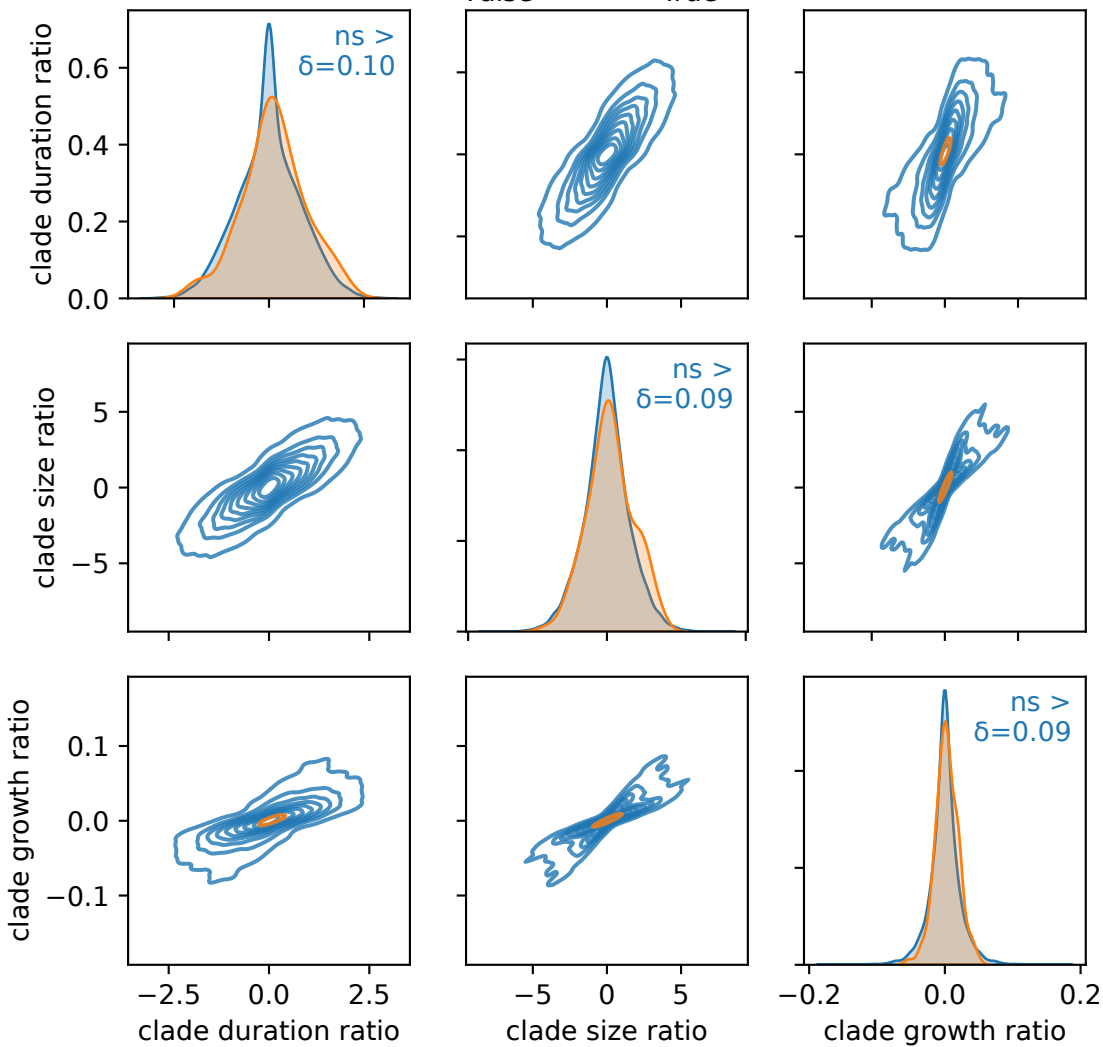 clade duration ratio
0.6
0.4
0.2
0.0
ns >
δ=0.10
clade size ratio
5
0
−5
ns >
δ=0.09
clade growth ratio
0.1
0.0
−0.1
ns >
δ=0.09
−2.5 0.0 2.5
−5 0 5
−0.2 0.0 0.2
clade duration ratio
clade size ratio
clade growth ratio